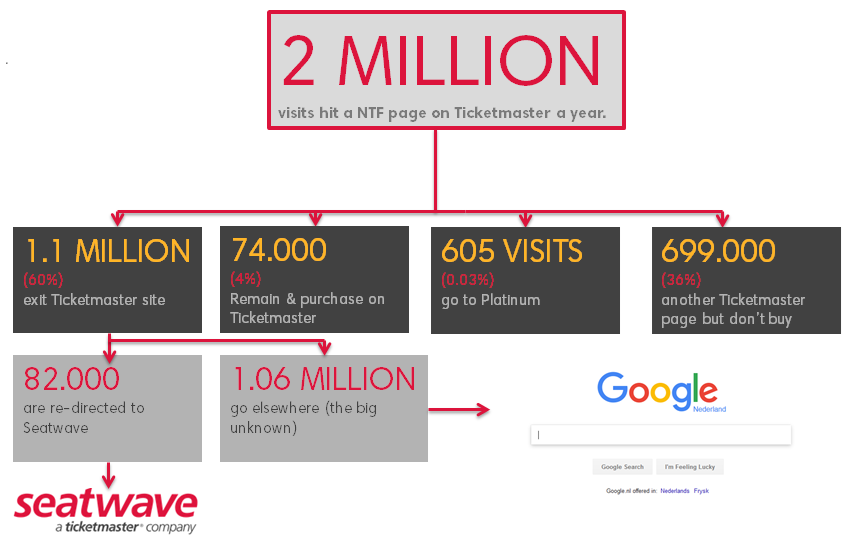 2 MILLION
visits hit a NTF page on Ticketmaster a year.
1.1 MILLION
(60%)
exit Ticketmaster site
74.000
(4%)
Remain & purchase on
Ticketmaster
605 VISITS
(0.03%)
go to Platinum
699.000
(36%)
another Ticketmaster
page but don't buy
82.000
are re-directed to
Seatwave
1.06 MILLION
go elsewhere (the big
unknown)
Google
Nederland
Google Search
I'm Feeling Lucky
Google.nl offered in: Nederlands Frysk
seatwave
a ticketmaster® company